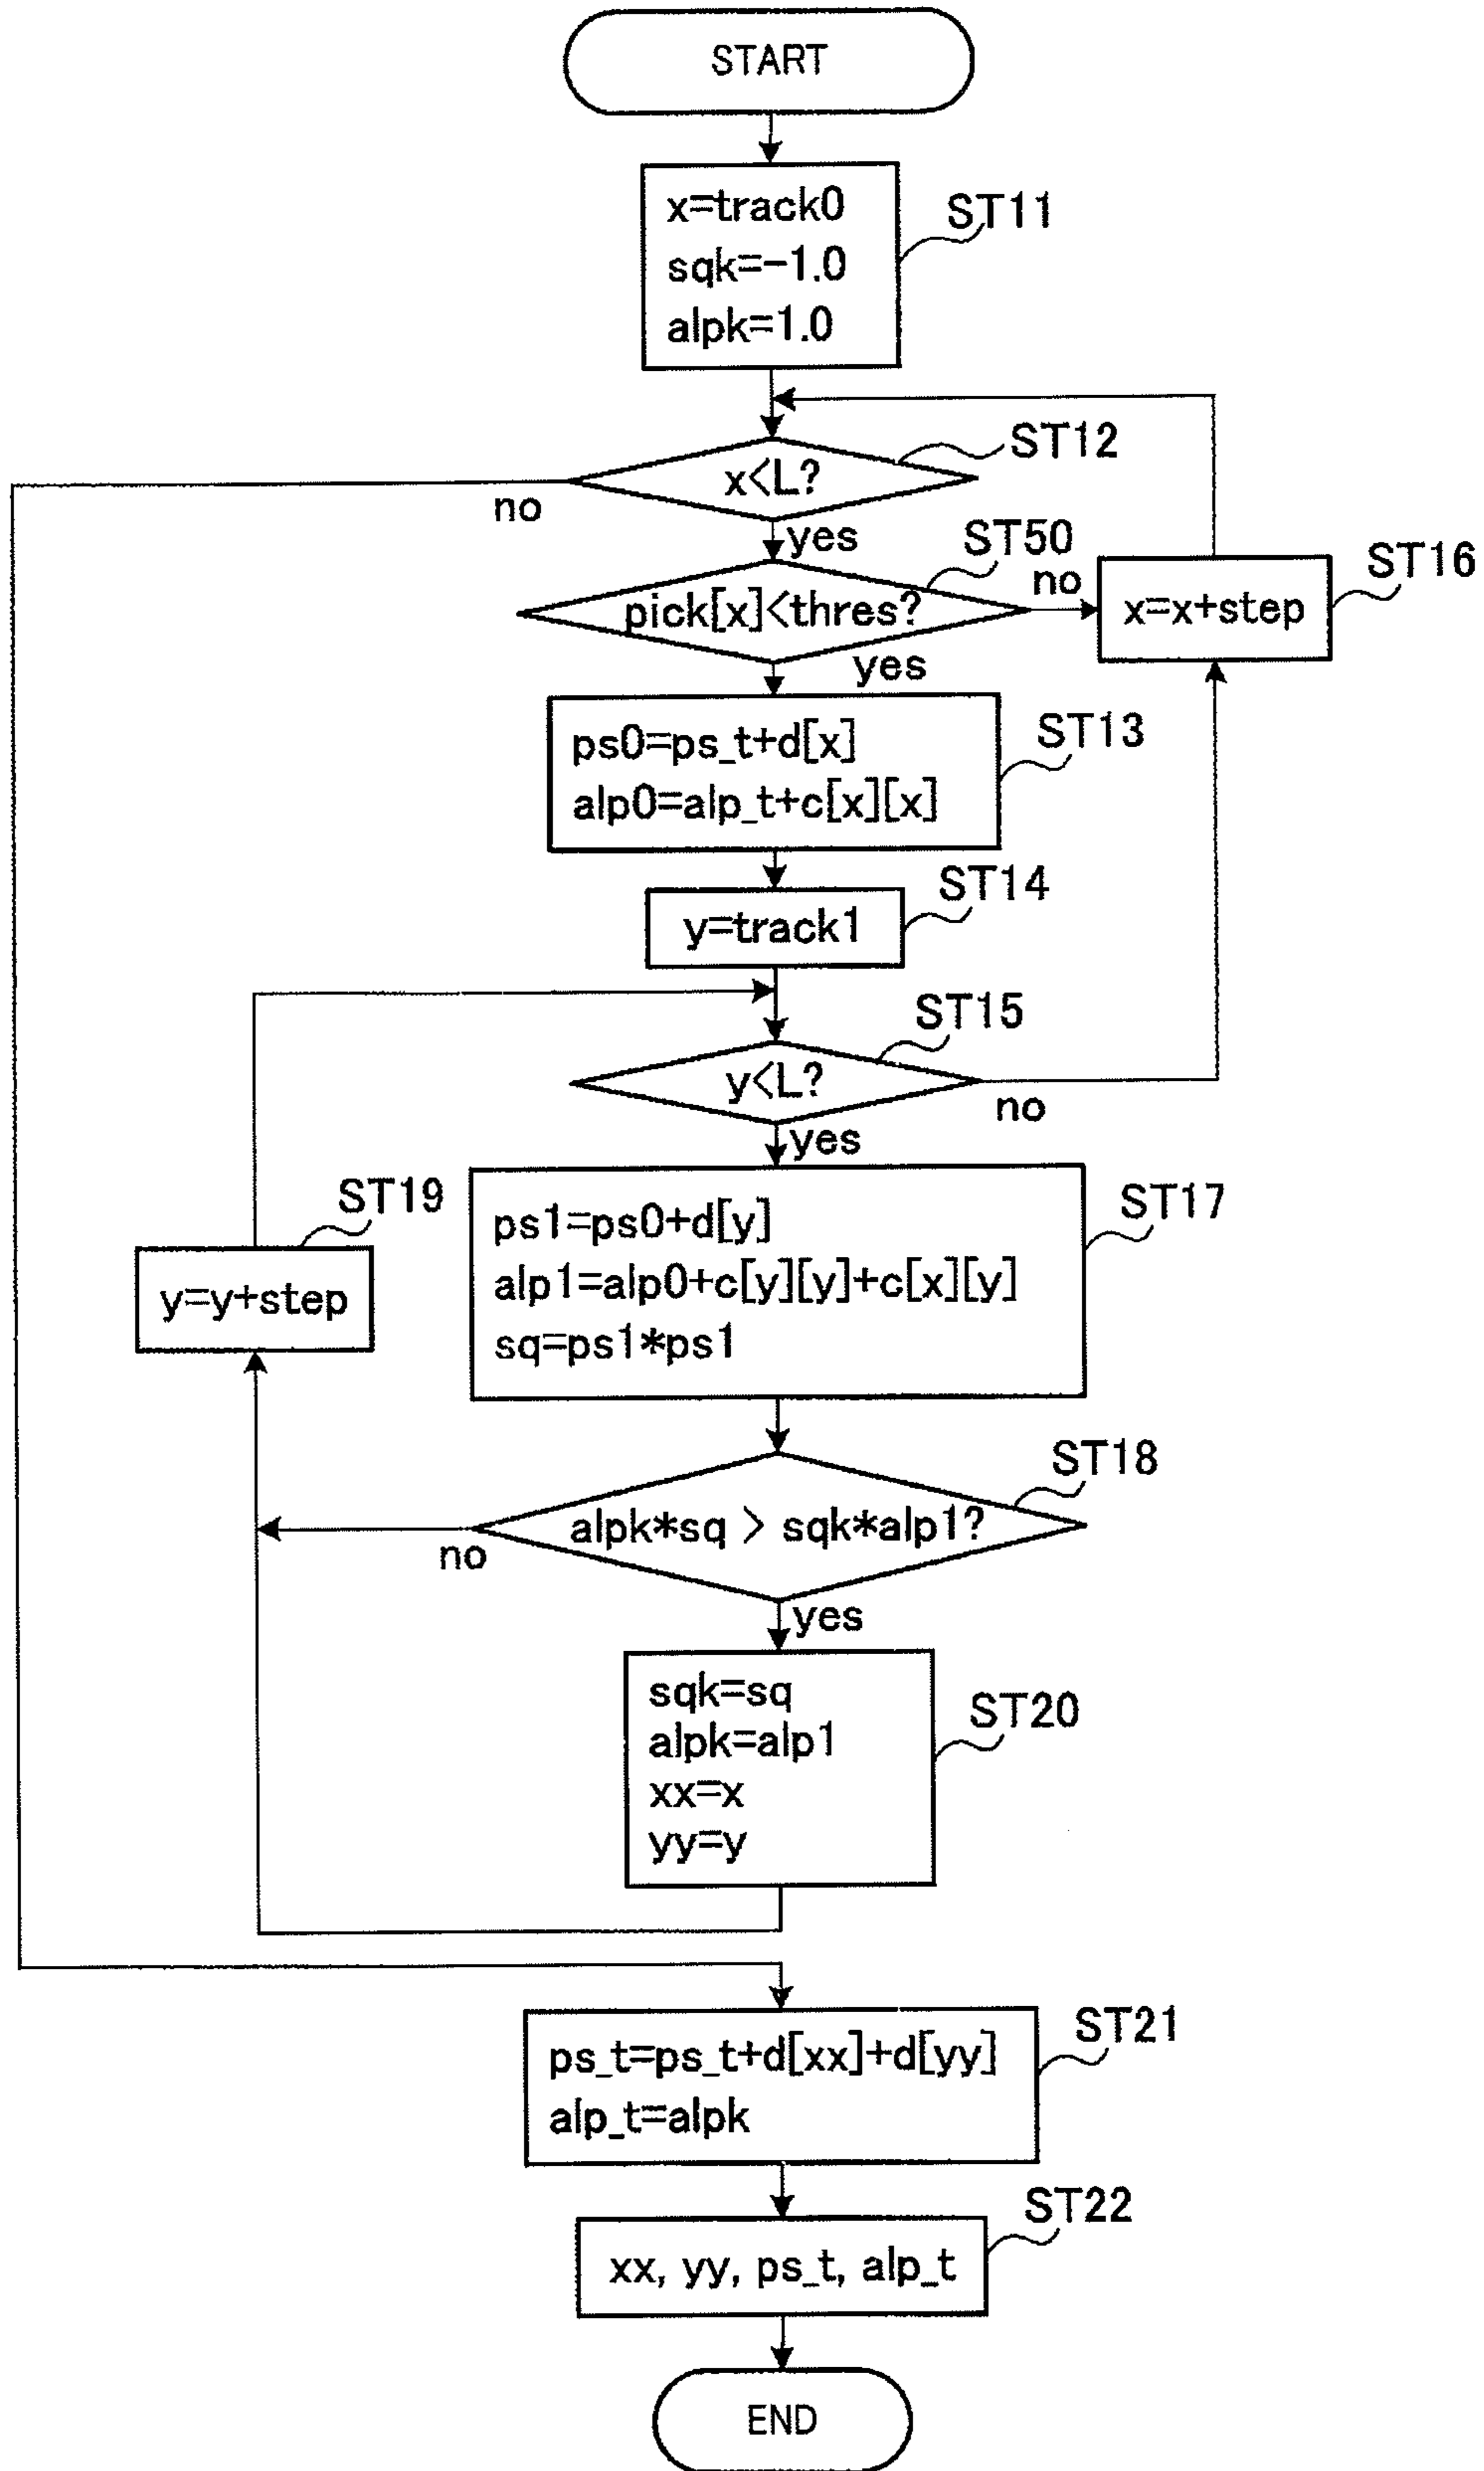 START
x=track0
sqk=-1.0
alpk=1.0
ST11
x<L?
ST12
no
yes
pick[x]<thres?
ST50
no
x=x+step
ST16
yes
ps0=ps_t+d[x]
alp0=alp_t+c[x][x]
ST13
y=track1
ST14
y<L?
ST15
no
yes
ps1=ps0+d[y]
alp1=alp0+c[y][y]+c[x][y]
sq=ps1*ps1
ST17
y=y+step
ST19
alpk*sq > sqk*alp1?
ST18
no
yes
sqk=sq
alpk=alp1
xx=x
yy=y
ST20
ps_t=ps_t+d[xx]+d[yy]
alp_t=alpk
ST21
xx, yy, ps_t, alp_t
ST22
END